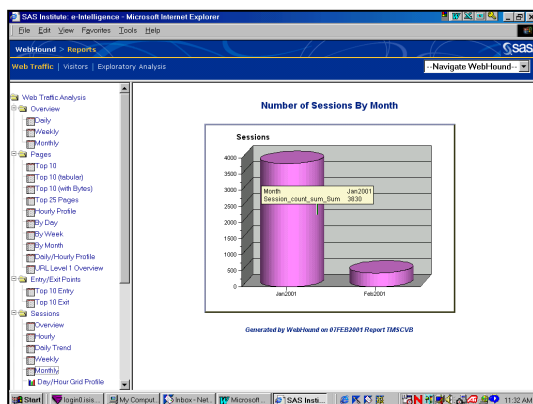 SAS Institute: e-Intelligence - Microsoft Internet Explorer
File Edit View Favorites Tools Help
WebHound > Reports
sas
Web Traffic | Visitors | Exploratory Analysis
--Navigate WebHound--
Web Traffic Analysis
Overview
Daily
Weekly
Monthly
Pages
Top 10
Top 10 (tabular)
Top 10 (with Bytes)
Top 25 Pages
Hourly Profile
By Day
By Week
By Month
Daily/Hourly Profile
URL Level 1 Overview
Entry/Exit Points
Top 10 Entry
Top 10 Exit
Sessions
Overview
Hourly
Daily Trend
Weekly
Monthly
Day/Hour Grid Profile
Number of Sessions By Month
Sessions
4000
3500
3000
2500
2000
1500
1000
500
0
Month Jan2001
Session_count_sum_Sum 3830
Jan2001 Feb2001
Generated by WebHound on 07FEB2001 Report TMSCVB
Start login0.isis... My Comput... Inbox - Net... Microsoft ... SAS Insti... 11:32 AM